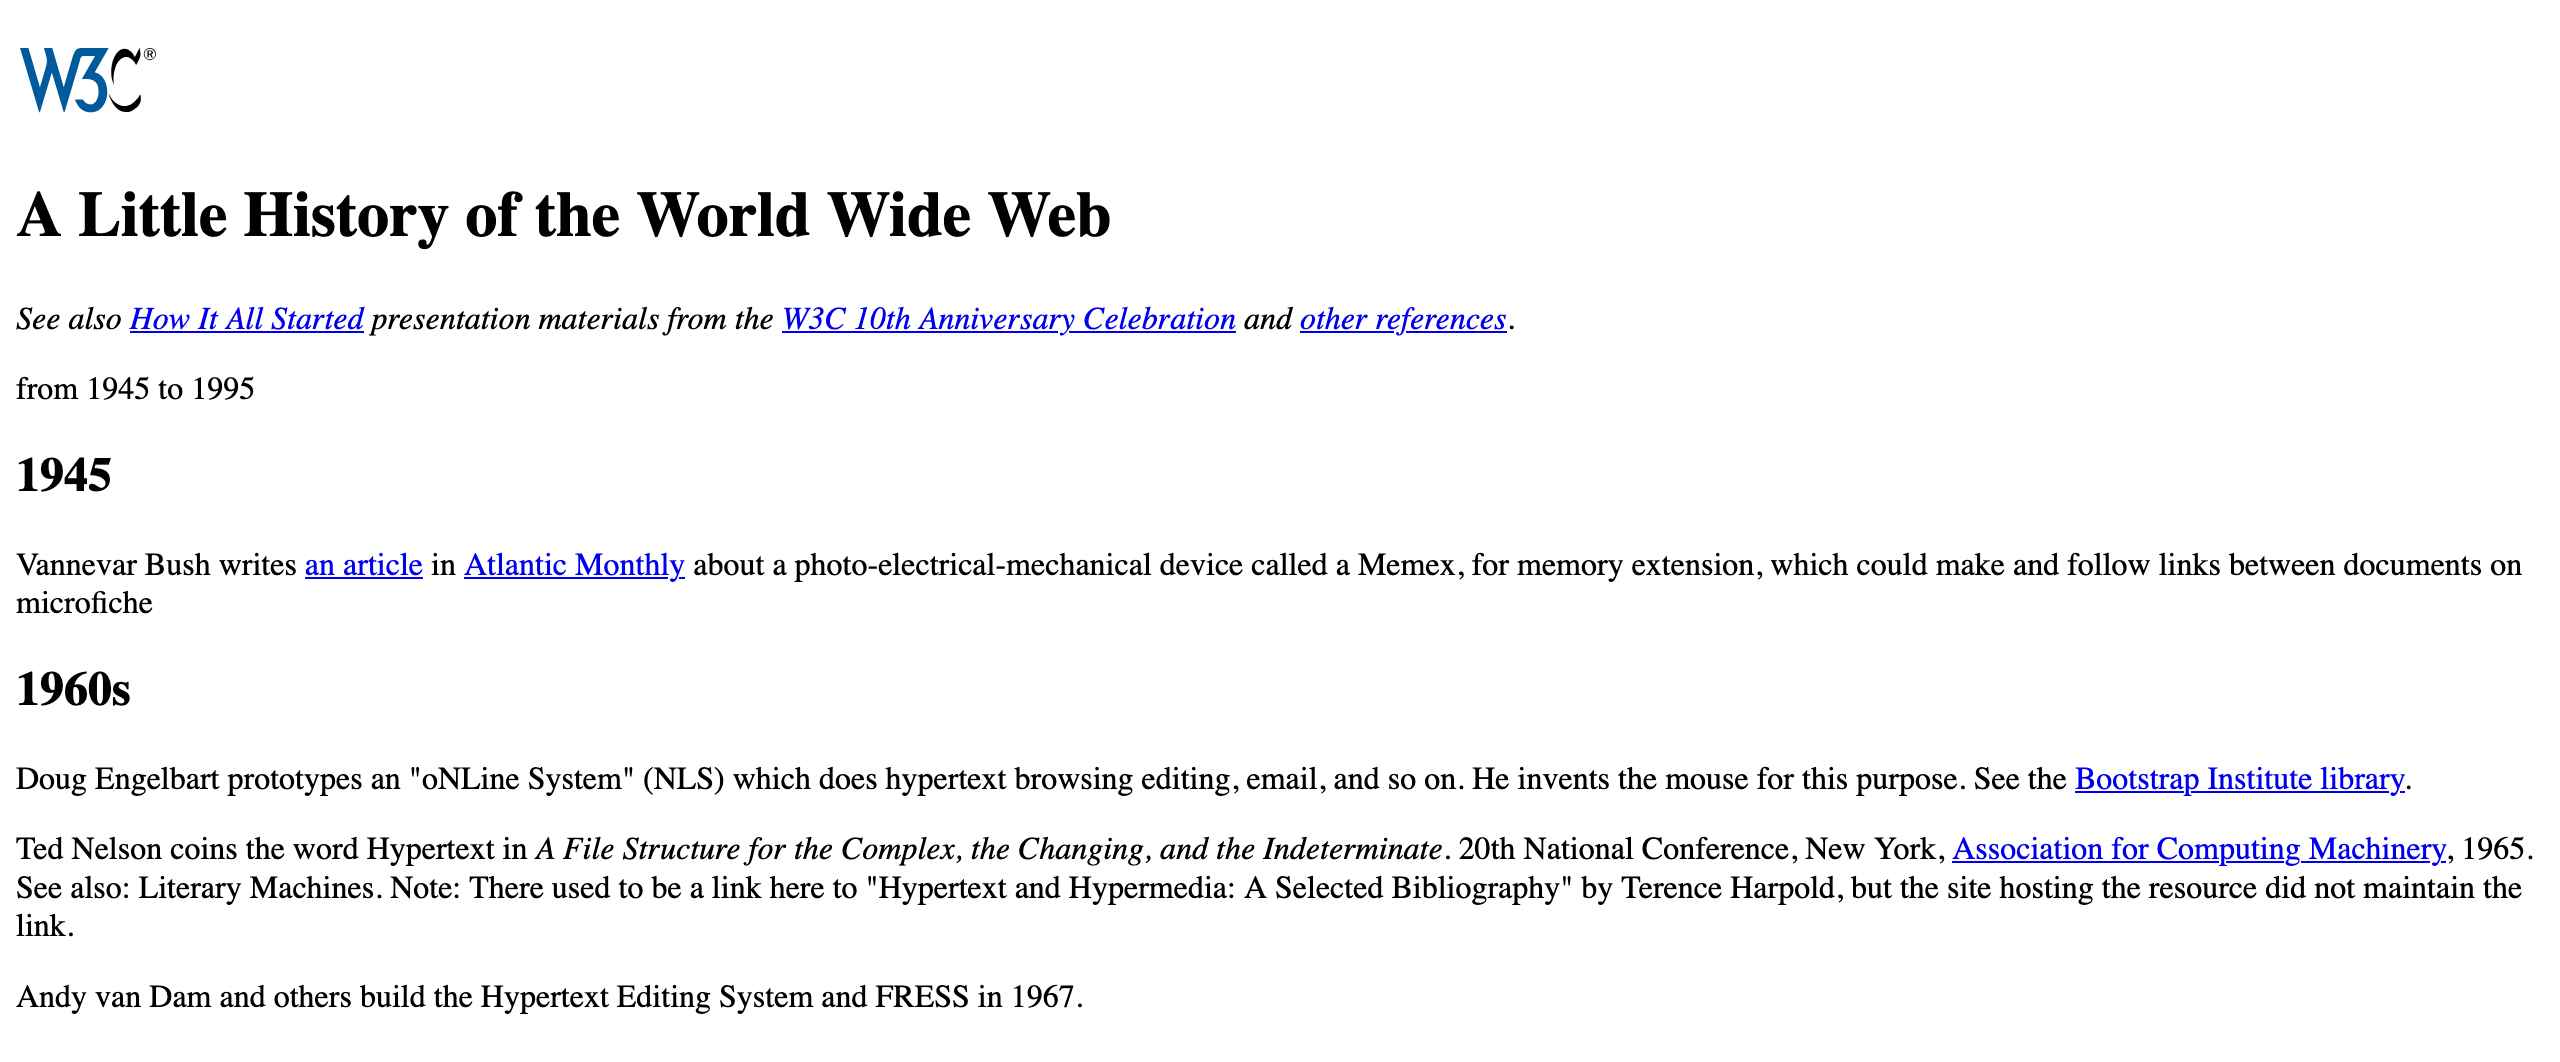 W3C®
A Little History of the World Wide Web
See also How It All Started presentation materials from the W3C 10th Anniversary Celebration and other references.
from 1945 to 1995
1945
Vannevar Bush writes an article in Atlantic Monthly about a photo-electrical-mechanical device called a Memex, for memory extension, which could make and follow links between documents on
microfiche
1960s
Doug Engelbart prototypes an "oNLine System" (NLS) which does hypertext browsing editing, email, and so on. He invents the mouse for this purpose. See the Bootstrap Institute library.
Ted Nelson coins the word Hypertext in A File Structure for the Complex, the Changing, and the Indeterminate. 20th National Conference, New York, Association for Computing Machinery, 1965.
See also: Literary Machines. Note: There used to be a link here to "Hypertext and Hypermedia: A Selected Bibliography" by Terence Harpold, but the site hosting the resource did not maintain the
link.
Andy van Dam and others build the Hypertext Editing System and FRESS in 1967.